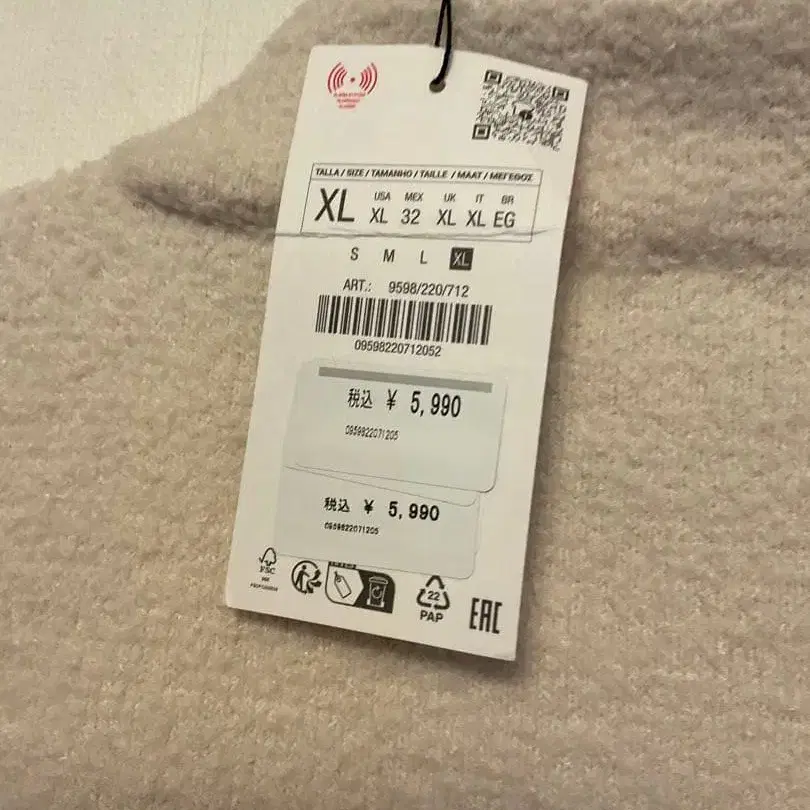 TALLA / SIZE / TAMANHO / TAILLE / MAAT / ΜΕΓΕΘΟΣ
USA MEX UK IT BR
XL XL 32 XL XL EG
S M L XL
ART.: 9598/220/712
09598220712052
税込 ¥ 5,990
0959822071205
税込 ¥ 5,990
0959822071205
FSC
22
PAP
EAC